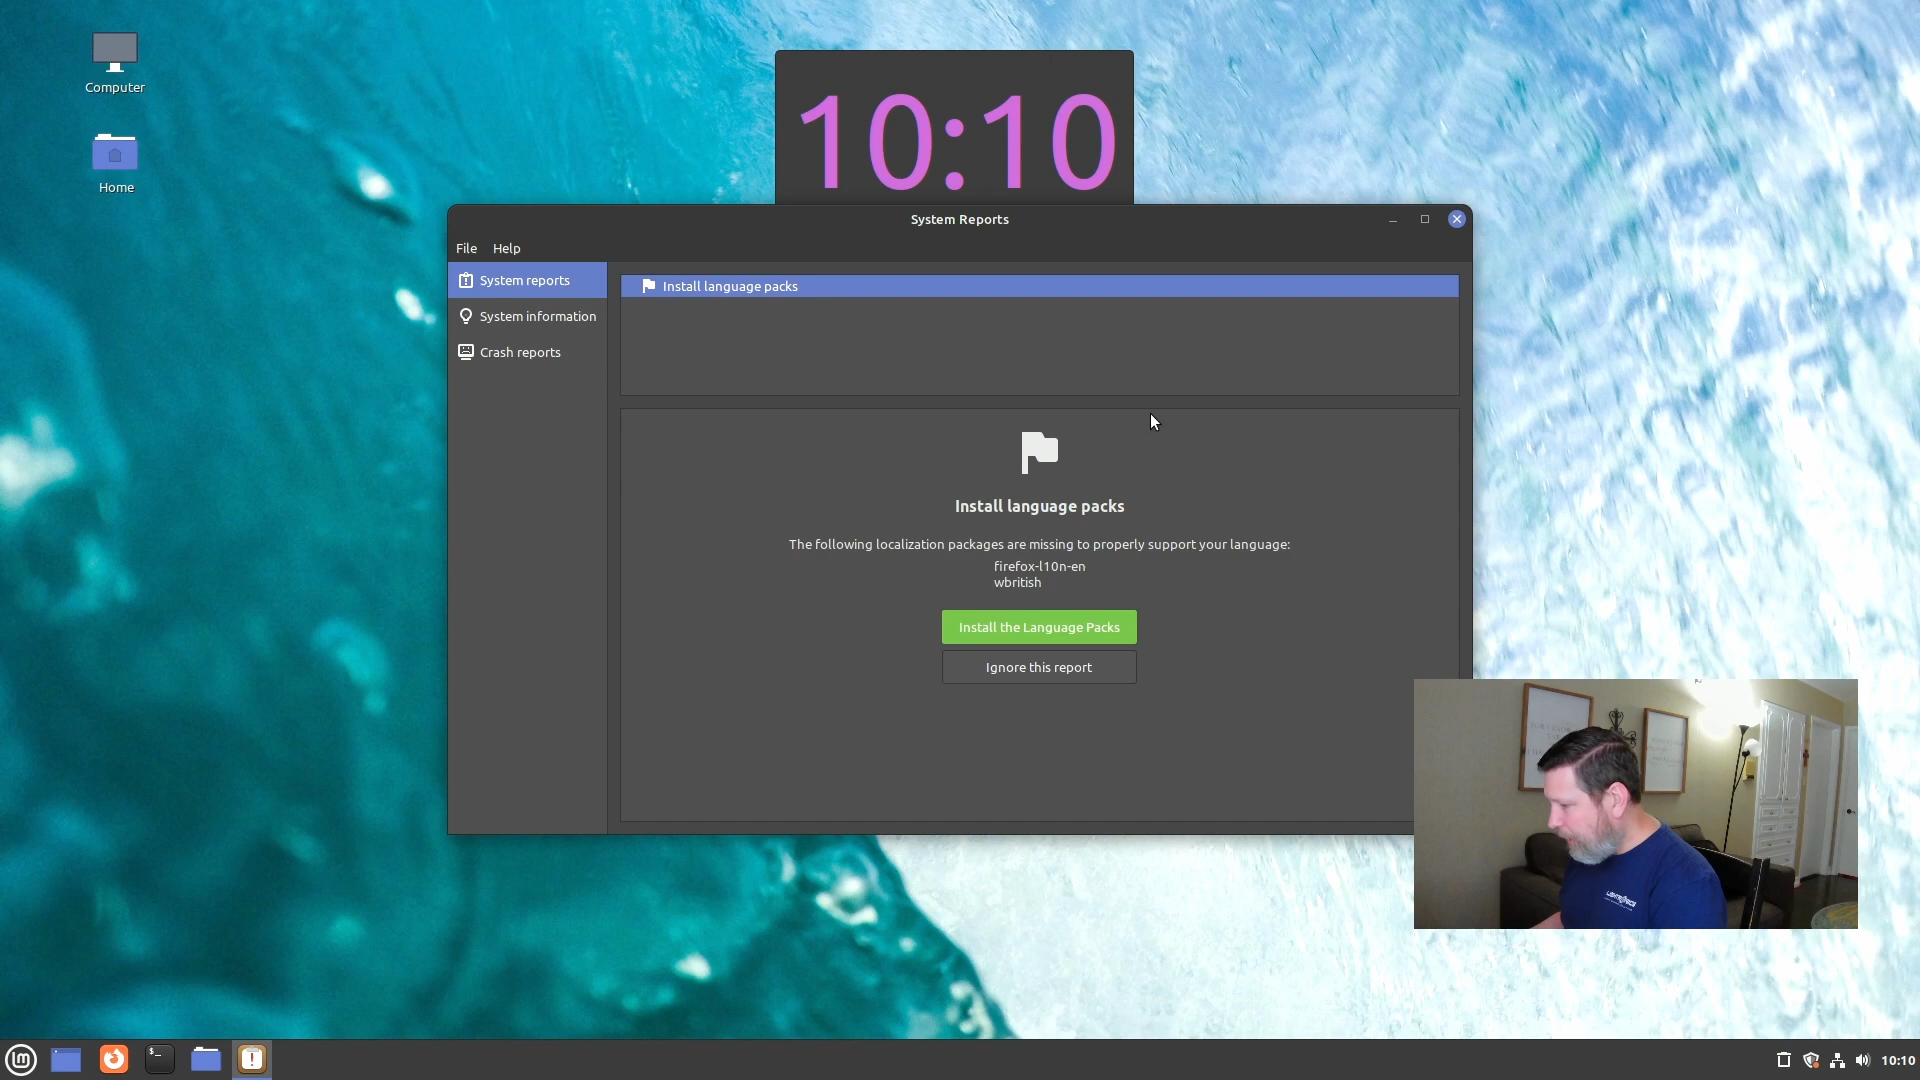 Computer
Home
10:10
System Reports
File Help
System reports
System information
Crash reports
Install language packs
Install language packs
The following localization packages are missing to properly support your language:
firefox-l10n-en
wbritish
Install the Language Packs
Ignore this report
lm
$_
10:10